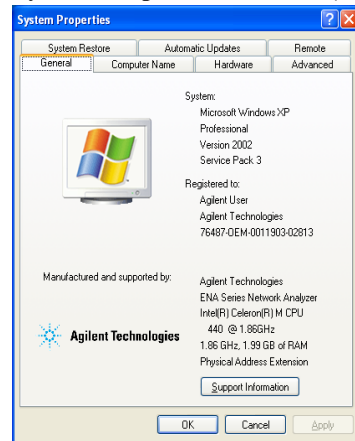 System Properties
System Restore Automatic Updates Remote
General Computer Name Hardware Advanced
System:
Microsoft Windows XP
Professional
Version 2002
Service Pack 3
Registered to:
Agilent User
Agilent Technologies
76487-OEM-0011903-02813
Manufactured and supported by:
Agilent Technologies
Agilent Technologies
ENA Series Network Analyzer
Intel(R) Celeron(R) M CPU
440 @ 1.86GHz
1.86 GHz, 1.99 GB of RAM
Physical Address Extension
Support Information
OK Cancel Apply